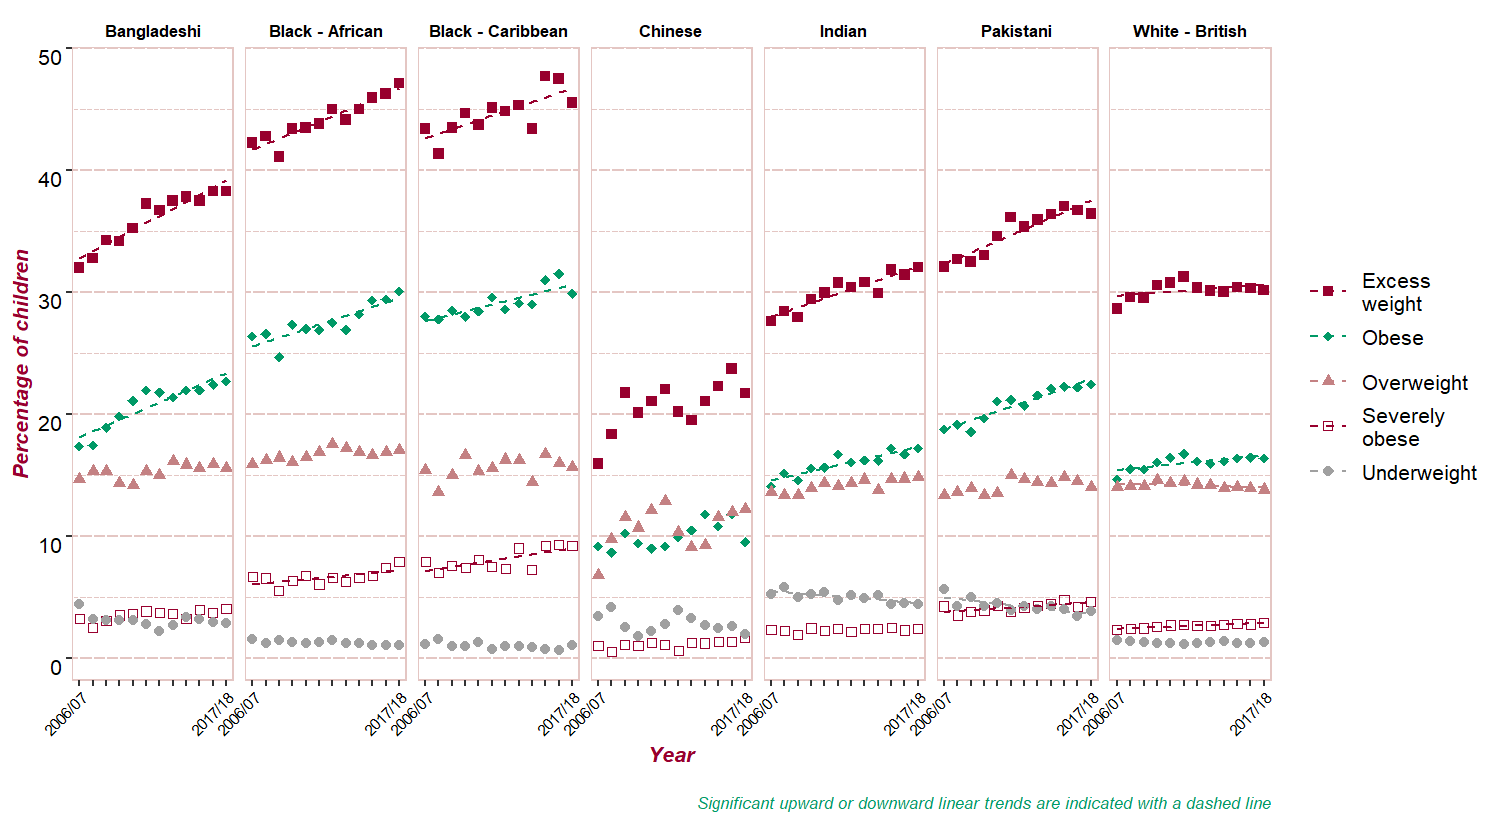 Bangladeshi
Black - African
Black - Caribbean
Chinese
Indian
Pakistani
White - British
Percentage of children
50
40
30
20
10
0
2006/07
2017/18
2006/07
2017/18
2006/07
2017/18
2006/07
2017/18
2006/07
2017/18
2006/07
2017/18
2006/07
2017/18
Year
Excess
weight
Obese
Overweight
Severely
obese
Underweight
Significant upward or downward linear trends are indicated with a dashed line